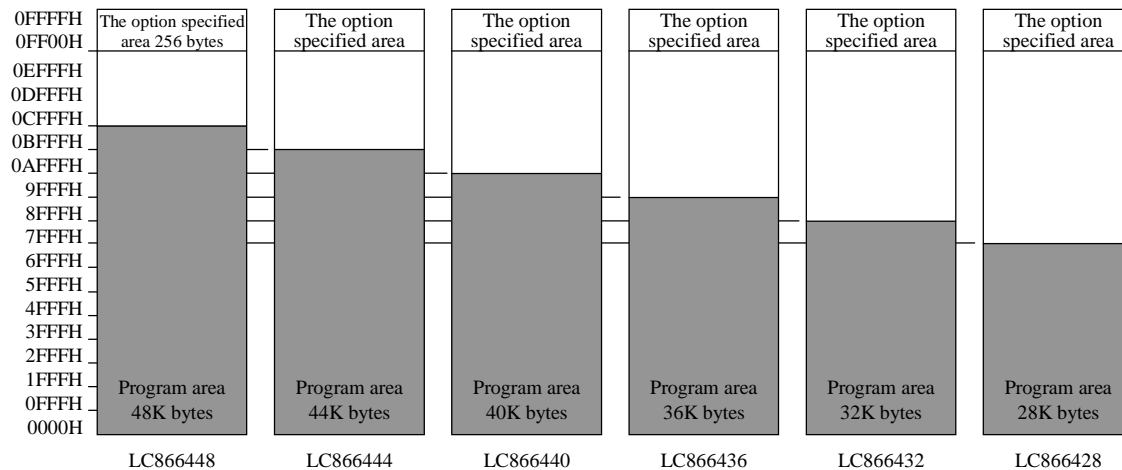 0FFFFH
0FF00H
0EFFFH
0DFFFH
0CFFFH
0BFFFH
0AFFFH
9FFFH
8FFFH
7FFFH
6FFFH
5FFFH
4FFFH
3FFFH
2FFFH
1FFFH
0FFFH
0000H
The option specified
area 256 bytes
Program area
48K bytes
LC866448
The option
specified area
Program area
44K bytes
LC866444
The option
specified area
Program area
40K bytes
LC866440
The option
specified area
Program area
36K bytes
LC866436
The option
specified area
Program area
32K bytes
LC866432
The option
specified area
Program area
28K bytes
LC866428